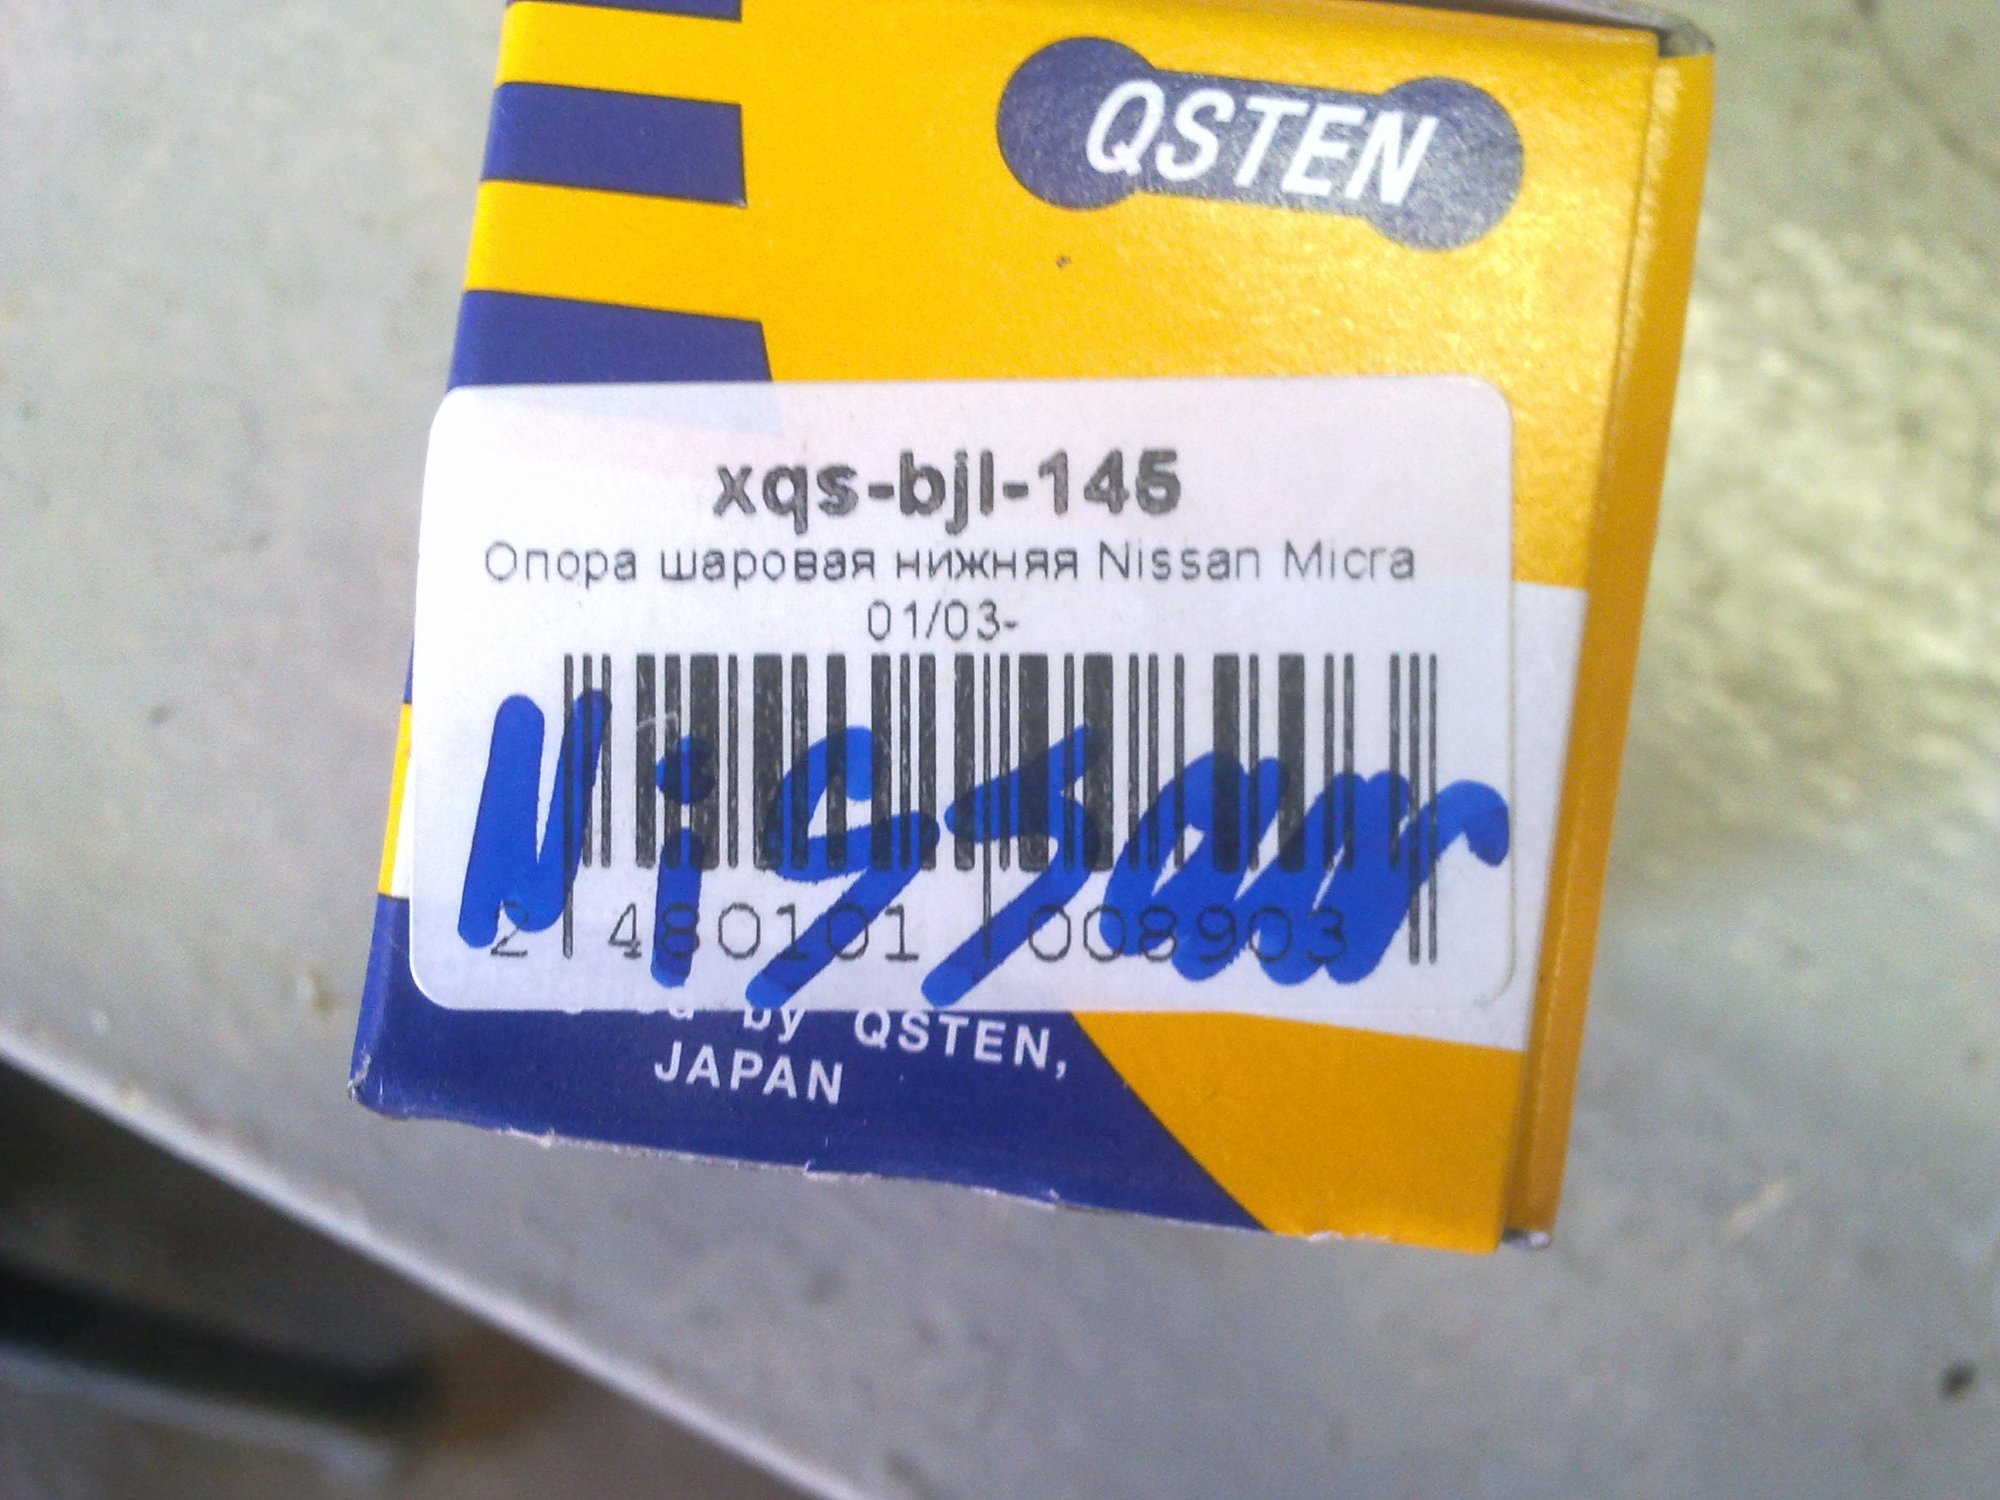 QSTEN
xqs-bjl-145
Опора шаровая нижняя Nissan Micra
01/03-
Nissan
2 480101 008903
by QSTEN,
JAPAN